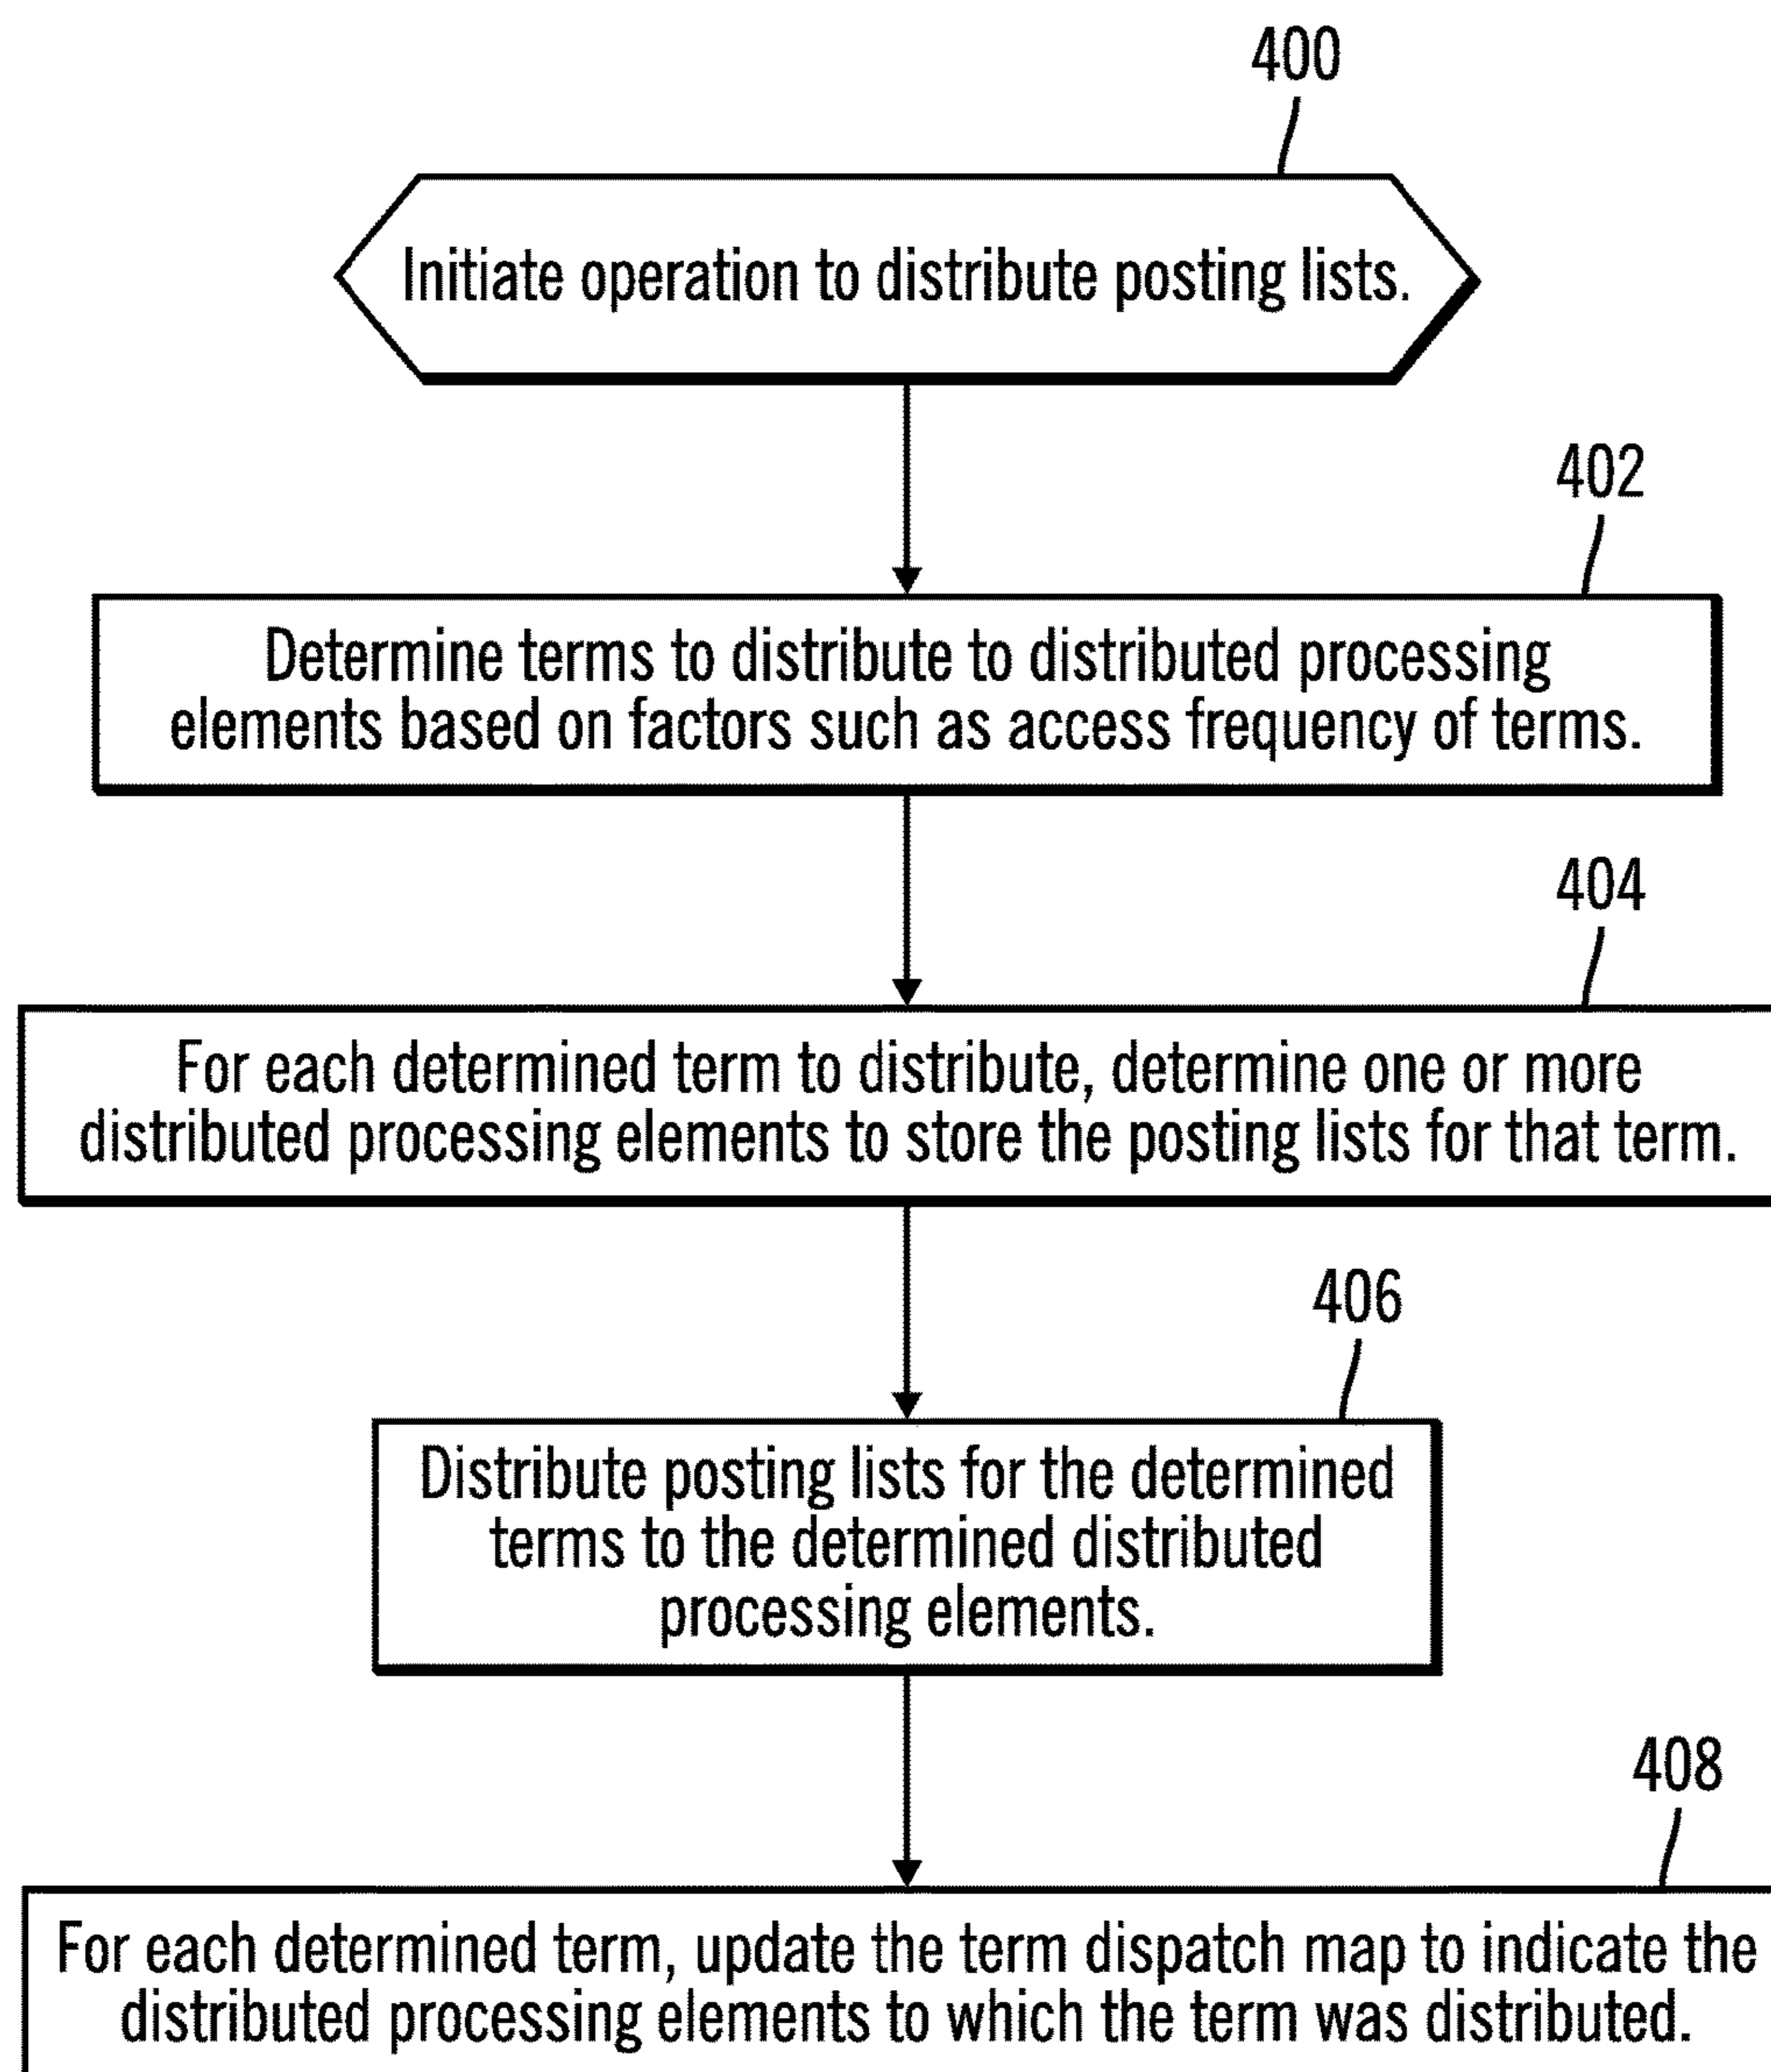 400
Initiate operation to distribute posting lists.
402
Determine terms to distribute to distributed processing
elements based on factors such as access frequency of terms.
404
For each determined term to distribute, determine one or more
distributed processing elements to store the posting lists for that term.
406
Distribute posting lists for the determined
terms to the determined distributed
processing elements.
408
For each determined term, update the term dispatch map to indicate the
distributed processing elements to which the term was distributed.